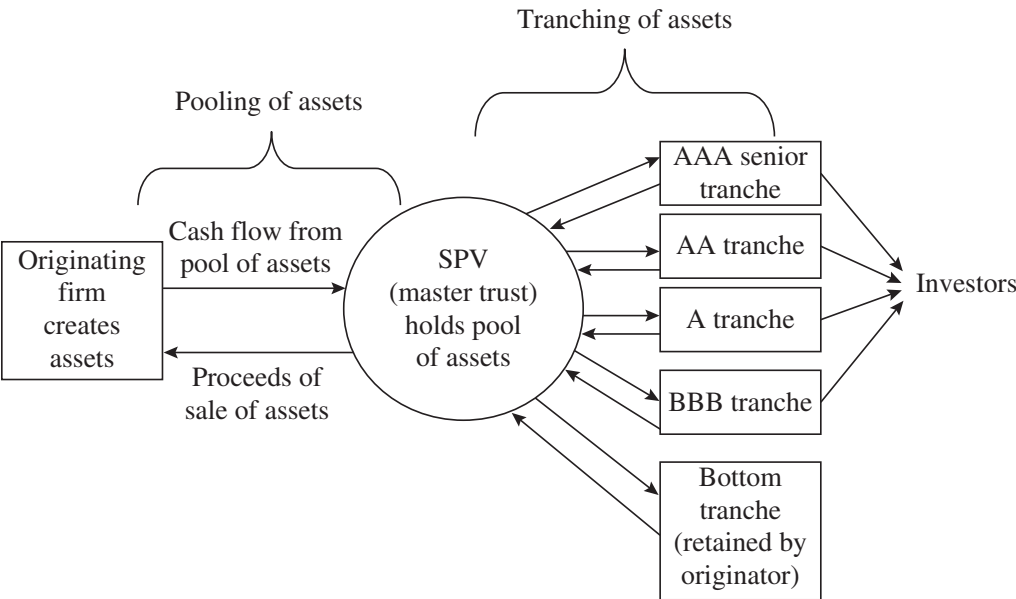 Tranching of assets
Pooling of assets
Cash flow from
pool of assets
Originating
firm
creates
assets
Proceeds of
sale of assets
SPV
(master trust)
holds pool
of assets
AAA senior
tranche
AA tranche
A tranche
BBB tranche
Bottom
tranche
(retained by
originator)
Investors